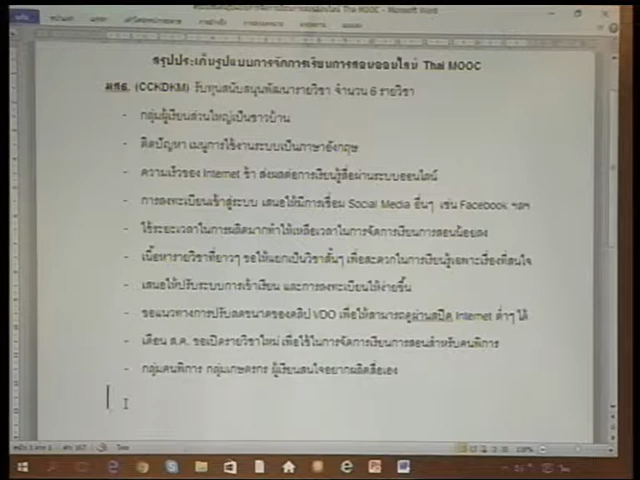 สรุปประเด็นรูปแบบการจัดการเรียนการสอนออนไลน์ Thai MOOC
มสธ. (CCKDKM) รับทุนสนับสนุนพัฒนารายวิชา จำนวน 6 รายวิชา
- กลุ่มผู้เรียนส่วนใหญ่เป็นชาวบ้าน
- ติดปัญหา เมนูการใช้งานระบบเป็นภาษาอังกฤษ
- ความเร็วของ Internet ช้า ส่งผลต่อการเรียนรู้สื่อผ่านระบบออนไลน์
- การลงทะเบียนเข้าสู่ระบบ เสนอให้มีการเชื่อม Social Media อื่นๆ เช่น Facebook ฯลฯ
- ใช้ระยะเวลาในการผลิตมากทำให้เหลือเวลาในการจัดการเรียนการสอนน้อยลง
- เนื้อหารายวิชาที่ยาวๆ ขอให้แยกเป็นวิชาสั้นๆ เพื่อสะดวกในการเรียนรู้เฉพาะเรื่องที่สนใจ
- เสนอให้ปรับระบบการเข้าเรียน และการลงทะเบียนให้ง่ายขึ้น
- ขอแนวทางการปรับลดขนาดของคลิป VDO เพื่อให้สามารถดูผ่านสปีด Internet ต่ำๆ ได้
- เดือน ส.ค. ขอเปิดรายวิชาใหม่ เพื่อใช้ในการจัดการเรียนการสอนสำหรับคนพิการ
- กลุ่มคนพิการ กลุ่มเกษตรกร ผู้เรียนสนใจอยากผลิตสื่อเอง